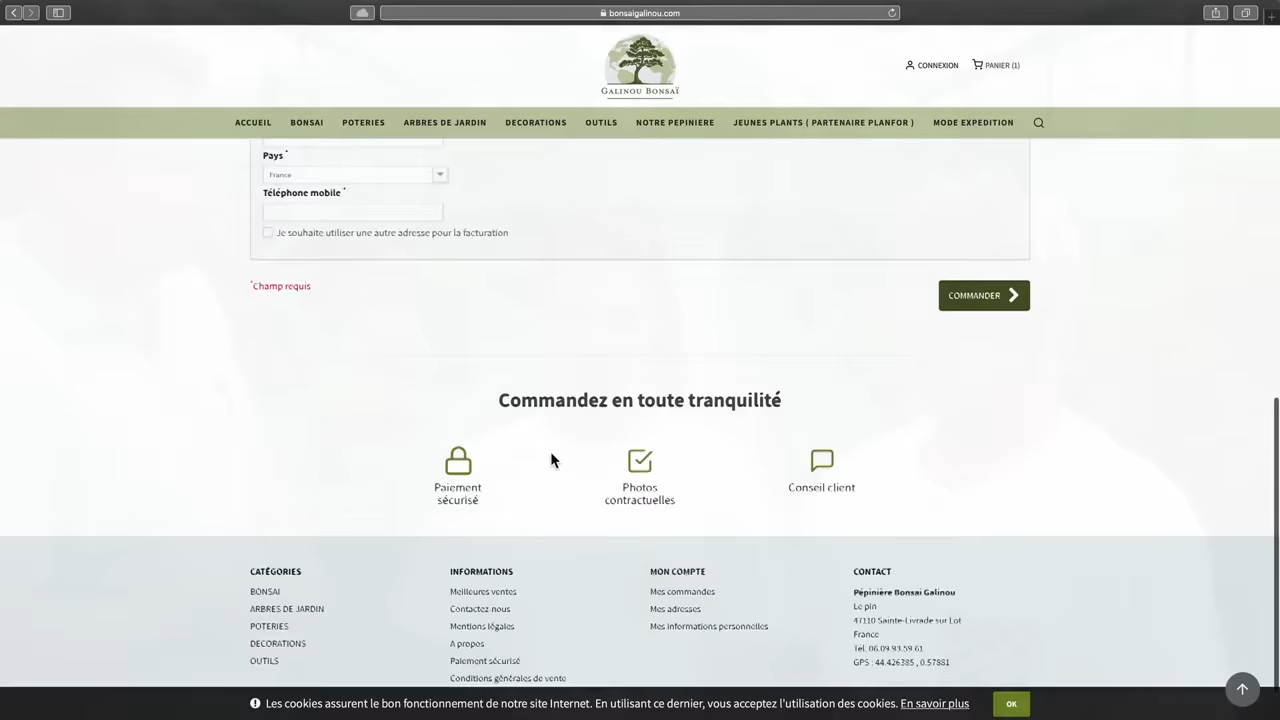 bonsaigalinou.com
GALINOU BONSAÏ
CONNEXION
PANIER (1)
ACCUEIL BONSAI POTERIES ARBRES DE JARDIN DECORATIONS OUTILS NOTRE PEPINIERE JEUNES PLANTS ( PARTENAIRE PLANFOR ) MODE EXPEDITION
Pays *
France
Téléphone mobile *
Je souhaite utiliser une autre adresse pour la facturation
*Champ requis
COMMANDER
Commandez en toute tranquilité
Paiement
sécurisé
Photos
contractuelles
Conseil client
CATÉGORIES
BONSAI
ARBRES DE JARDIN
POTERIES
DECORATIONS
OUTILS
INFORMATIONS
Meilleures ventes
Contactez-nous
Mentions légales
A propos
Paiement sécurisé
Conditions générales de vente
MON COMPTE
Mes commandes
Mes adresses
Mes informations personnelles
CONTACT
Pépinière Bonsai Galinou
Le pin
47110 Sainte-Livrade sur Lot
France
Tél. 06.09.93.59.61
GPS : 44.426385 , 0.57881
Les cookies assurent le bon fonctionnement de notre site Internet. En utilisant ce dernier, vous acceptez l'utilisation des cookies. En savoir plus
OK